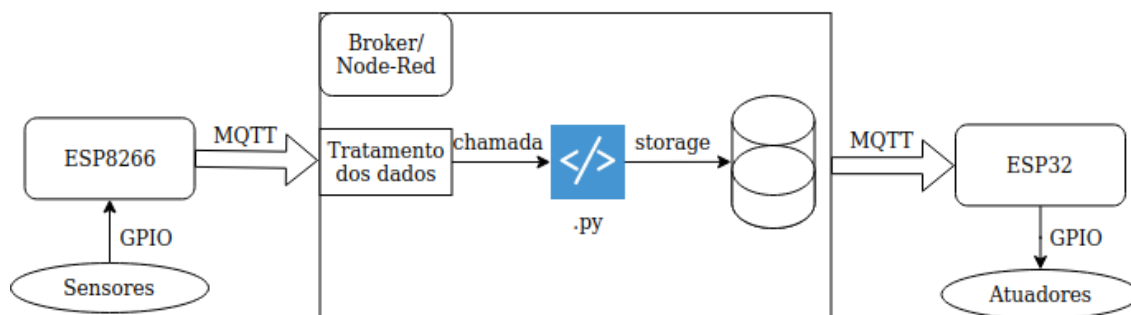 Broker/
Node-Red
MQTT
ESP8266
Tratamento
dos dados
chamada
</>
storage
.py
MQTT
ESP32
GPIO
Sensores
GPIO
Atuadores